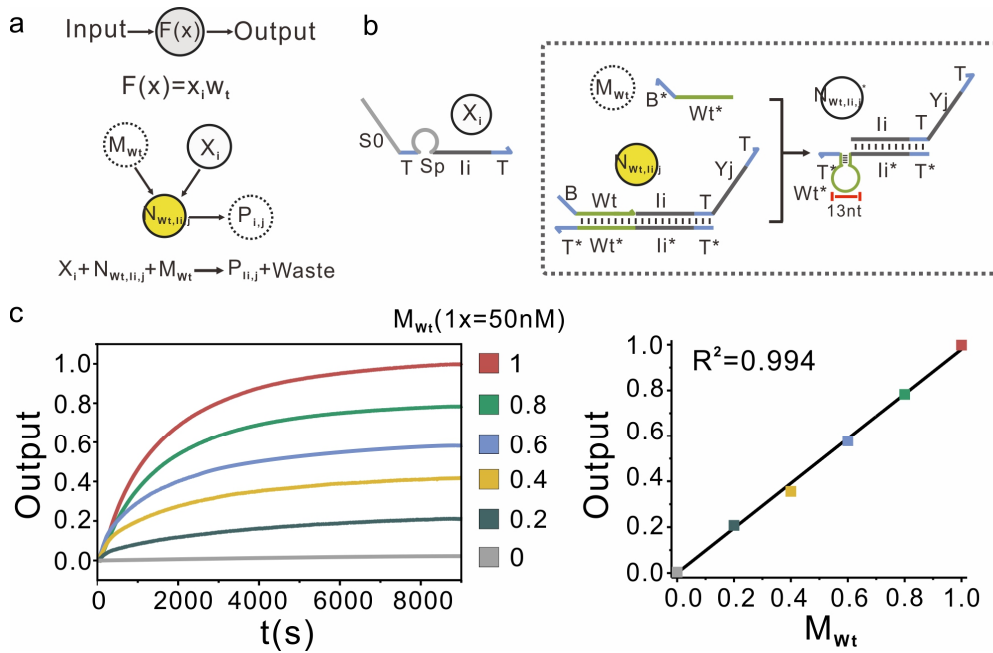 a
Input F(x) Output
F(x)=xiwt
MWt Xi
NWt,Iij Pi,j
Xi+NWt,Ii,j+MWt PIi,j+Waste
b
S0 T Sp Ii T
Xi
MWt
B* Wt*
NWt,Iij
B Wt Ii T Yj T
T* Wt* Ii* T*
NWt,Ii,j*
Ii T Yj T
T* Ii* T*
Wt*
13nt
c
MWt(1x=50nM)
Output
1.0
0.8
0.6
0.4
0.2
0.0
0 2000 4000 6000 8000
t(s)
1
0.8
0.6
0.4
0.2
0
R2=0.994
Output
1.0
0.8
0.6
0.4
0.2
0.0
0.0 0.2 0.4 0.6 0.8 1.0
MWt